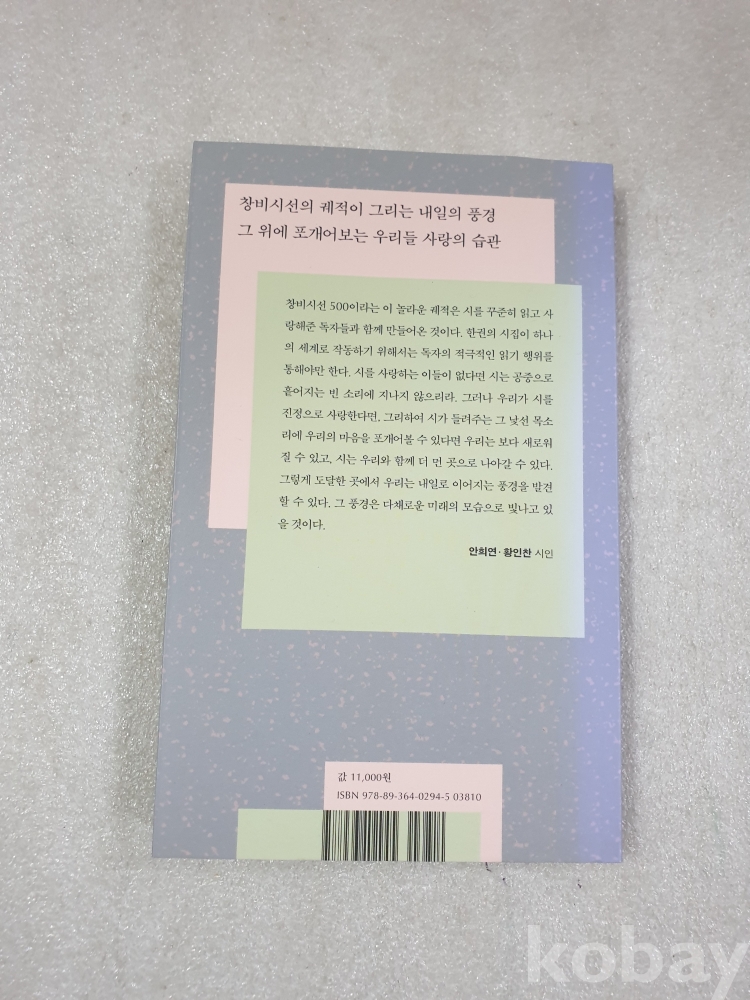 창비시선의 궤적이 그리는 내일의 풍경
그 위에 포개어보는 우리들 사랑의 습관
창비시선 500이라는 이 놀라운 궤적은 시를 꾸준히 읽고 사
랑해준 독자들과 함께 만들어온 것이다. 한권의 시집이 하나
의 세계로 작동하기 위해서는 독자의 적극적인 읽기 행위를
통해야만 한다. 시를 사랑하는 이들이 없다면 시는 공중으로
흩어지는 빈 소리에 지나지 않으리라. 그러나 우리가 시를
진정으로 사랑한다면, 그리하여 시가 들려주는 그 낯선 목소
리에 우리의 마음을 포개어볼 수 있다면 우리는 보다 새로워
질 수 있고, 시는 우리와 함께 더 먼 곳으로 나아갈 수 있다.
그렇게 도달한 곳에서 우리는 내일로 이어지는 풍경을 발견
할 수 있다. 그 풍경은 다채로운 미래의 모습으로 빛나고 있
을 것이다.
안희연·황인찬 시인
값 11,000원
ISBN 978-89-364-0294-5 03810
kobay